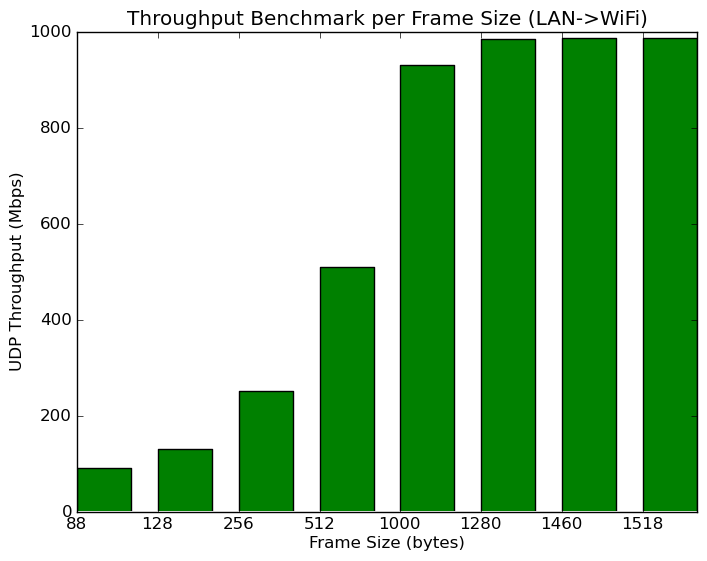 Throughput Benchmark per Frame Size (LAN->WiFi)
1000
800
600
400
200
0
UDP Throughput (Mbps)
88 128 256 512 1000 1280 1460 1518
Frame Size (bytes)